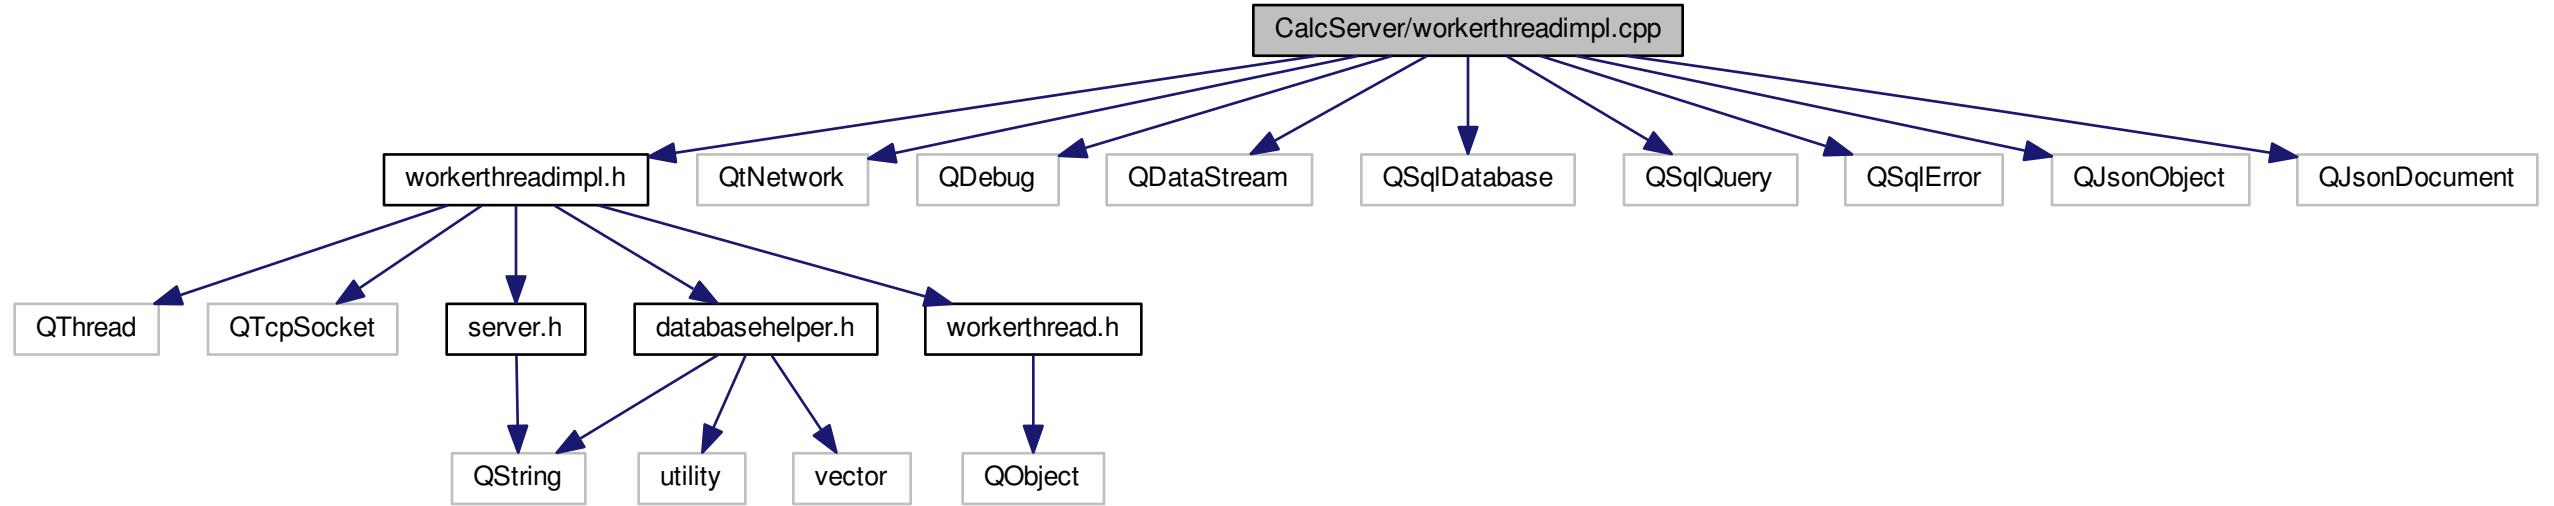 CalcServer/workerthreadimpl.cpp
workerthreadimpl.h
QtNetwork
QDebug
QDataStream
QSqlDatabase
QSqlQuery
QSqlError
QJsonObject
QJsonDocument
QThread
QTcpSocket
server.h
databasehelper.h
workerthread.h
QString
utility
vector
QObject